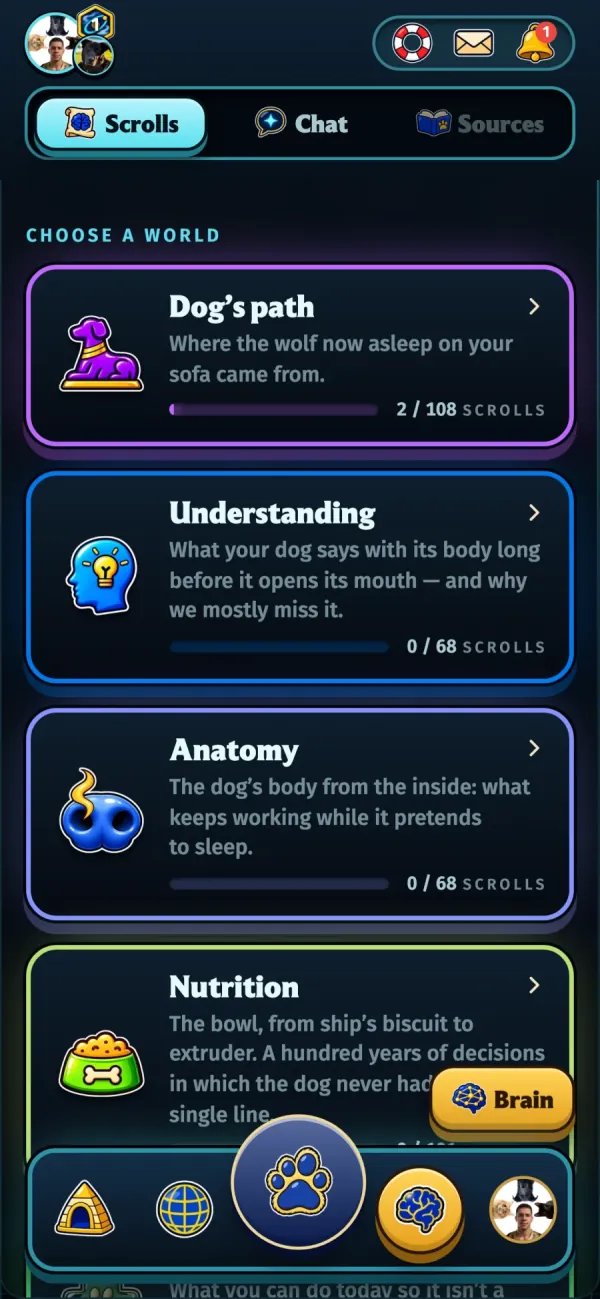 1
Scrolls
Chat
Sources
CHOOSE A WORLD
Dog's path
Where the wolf now asleep on your
sofa came from.
2 / 108 SCROLLS
Understanding
What your dog says with its body long
before it opens its mouth — and why
we mostly miss it.
0 / 68 SCROLLS
Anatomy
The dog's body from the inside: what
keeps working while it pretends
to sleep.
0 / 68 SCROLLS
Nutrition
The bowl, from ship's biscuit to
extruder. A hundred years of decisions
in which the dog never had
single line.
Brain
What you can do today so it isn't a